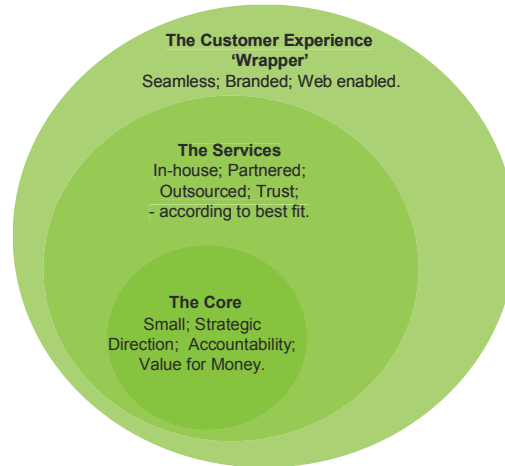 The Customer Experience
‘Wrapper’
Seamless; Branded; Web enabled.
The Services
In-house; Partnered;
Outsourced; Trust;
- according to best fit.
The Core
Small; Strategic
Direction; Accountability;
Value for Money.